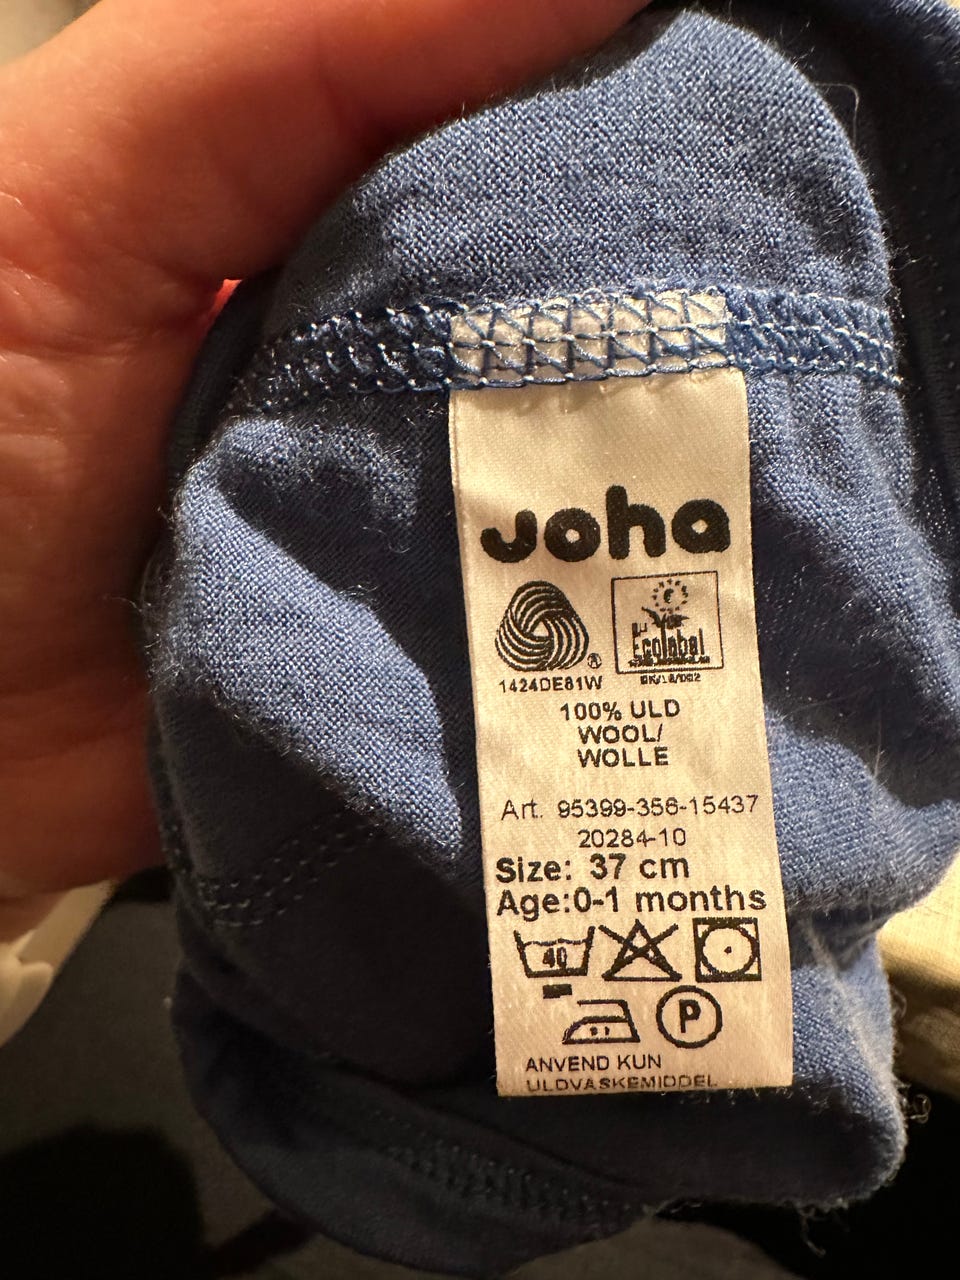 joha
EU
Ecolabel
1424DE81W
100% ULD
WOOL/
WOLLE
Art. 95399-356-15437
20284-10
Size: 37 cm
Age:0-1 months
40
P
ANVEND KUN
ULDVASKEMIDDEL